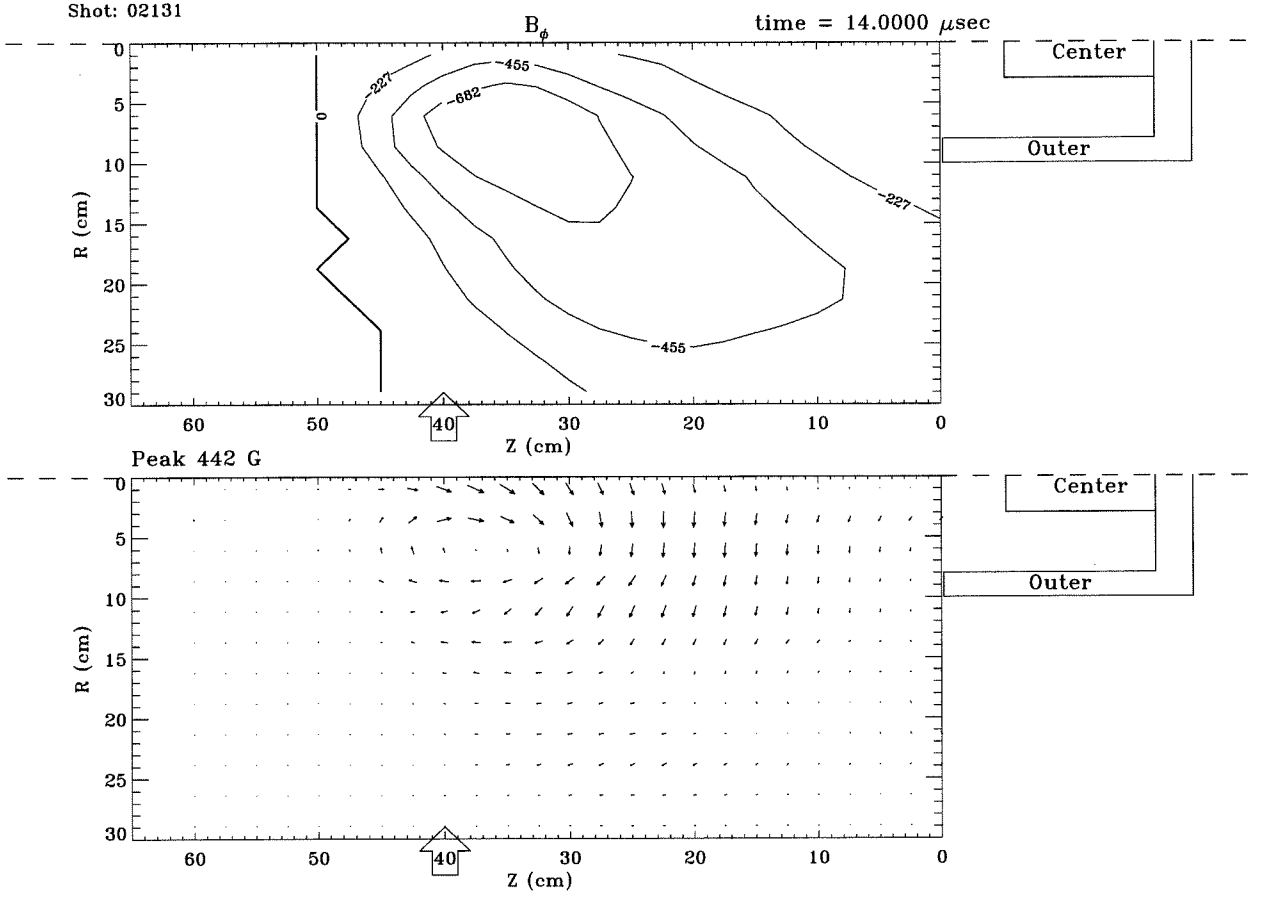 Shot: 02131
B_φ
time = 14.0000 μsec
Center
Outer
0
5
10
15
20
25
30
R (cm)
0
-227
-455
-682
-227
-455
60
50
40
30
20
10
0
Z (cm)
Peak 442 G
Center
Outer
0
5
10
15
20
25
30
R (cm)
60
50
40
30
20
10
0
Z (cm)